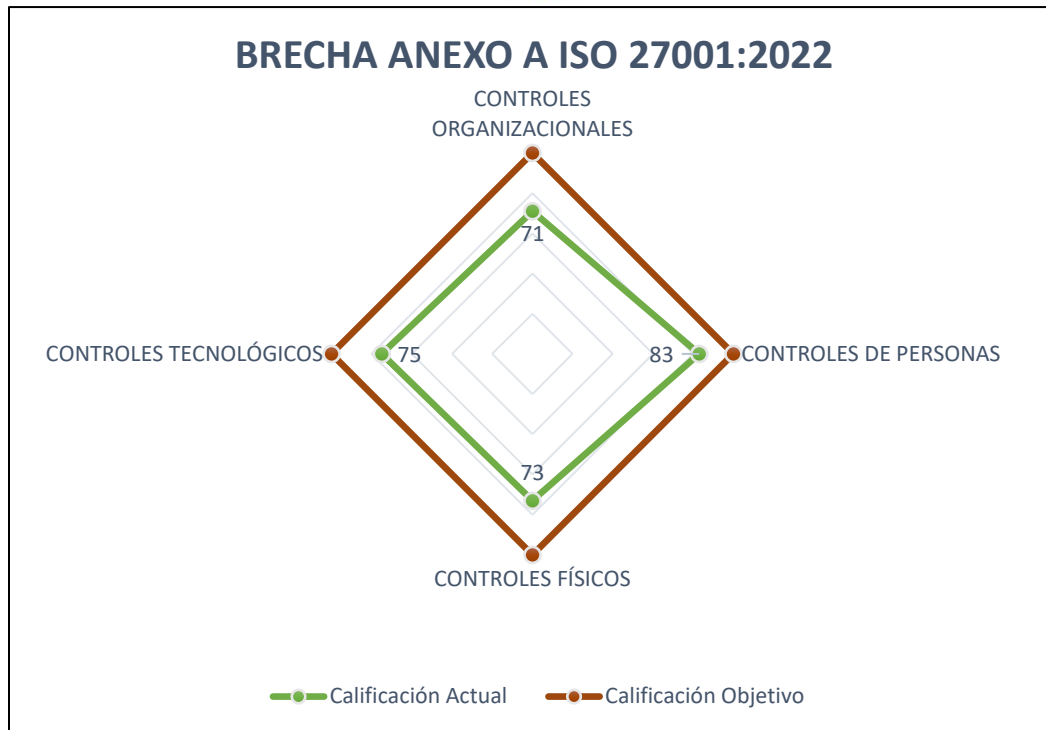 BRECHA ANEXO A ISO 27001:2022
CONTROLES
ORGANIZACIONALES
71
CONTROLES TECNOLÓGICOS
75
83
CONTROLES DE PERSONAS
73
CONTROLES FÍSICOS
Calificación Actual
Calificación Objetivo